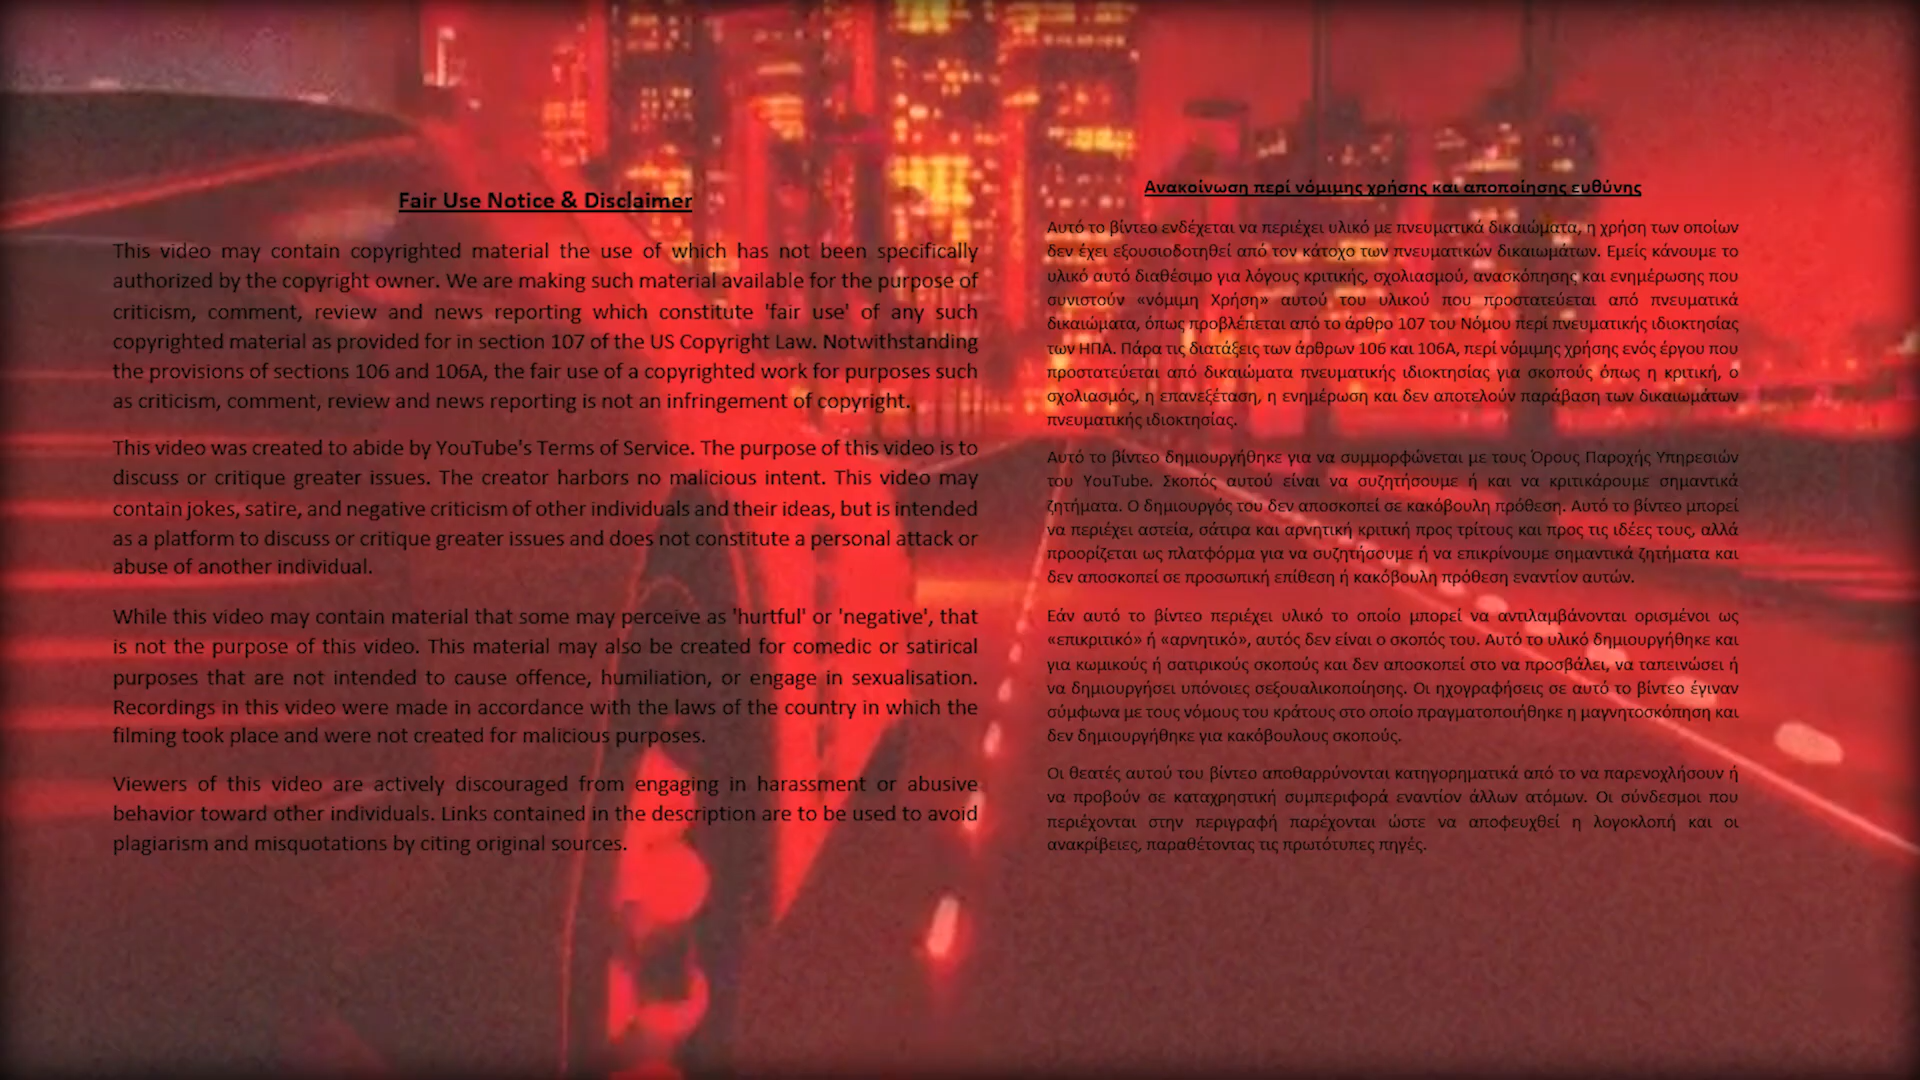 Fair Use Notice & Disclaimer
This video may contain copyrighted material the use of which has not been specifically
authorized by the copyright owner. We are making such material available for the purpose of
criticism, comment, review and news reporting which constitute 'fair use' of any such
copyrighted material as provided for in section 107 of the US Copyright Law. Notwithstanding
the provisions of sections 106 and 106A, the fair use of a copyrighted work for purposes such
as criticism, comment, review and news reporting is not an infringement of copyright.
This video was created to abide by YouTube's Terms of Service. The purpose of this video is to
discuss or critique greater issues. The creator harbors no malicious intent. This video may
contain jokes, satire, and negative criticism of other individuals and their ideas, but is intended
as a platform to discuss or critique greater issues and does not constitute a personal attack or
abuse of another individual.
While this video may contain material that some may perceive as 'hurtful' or 'negative', that
is not the purpose of this video. This material may also be created for comedic or satirical
purposes that are not intended to cause offence, humiliation, or engage in sexualisation.
Recordings in this video were made in accordance with the laws of the country in which the
filming took place and were not created for malicious purposes.
Viewers of this video are actively discouraged from engaging in harassment or abusive
behavior toward other individuals. Links contained in the description are to be used to avoid
plagiarism and misquotations by citing original sources.
Ανακοίνωση περί νόμιμης χρήσης και αποποίησης ευθύνης
Αυτό το βίντεο ενδέχεται να περιέχει υλικό με πνευματικά δικαιώματα, η χρήση των οποίων
δεν έχει εξουσιοδοτηθεί από τον κάτοχο των πνευματικών δικαιωμάτων. Εμείς κάνουμε το
υλικό αυτό διαθέσιμο για λόγους κριτικής, σχολιασμού, ανασκόπησης και ενημέρωσης που
συνιστούν «νόμιμη Χρήση» αυτού του υλικού που προστατεύεται από πνευματικά
δικαιώματα, όπως προβλέπεται από το άρθρο 107 του Νόμου περί πνευματικής ιδιοκτησίας
των ΗΠΑ. Πάρα τις διατάξεις των άρθρων 106 και 106Α, περί νόμιμης χρήσης ενός έργου που
προστατεύεται από δικαιώματα πνευματικής ιδιοκτησίας για σκοπούς όπως η κριτική, ο
σχολιασμός, η επανεξέταση, η ενημέρωση και δεν αποτελούν παράβαση των δικαιωμάτων
πνευματικής ιδιοκτησίας.
Αυτό το βίντεο δημιουργήθηκε για να συμμορφώνεται με τους Όρους Παροχής Υπηρεσιών
του YouTube. Σκοπός αυτού είναι να συζητήσουμε ή και να κριτικάρουμε σημαντικά
ζητήματα. Ο δημιουργός του δεν αποσκοπεί σε κακόβουλη πρόθεση. Αυτό το βίντεο μπορεί
να περιέχει αστεία, σάτιρα και αρνητική κριτική προς τρίτους και προς τις ιδέες τους, αλλά
προορίζεται ως πλατφόρμα για να συζητήσουμε ή να επικρίνουμε σημαντικά ζητήματα και
δεν αποσκοπεί σε προσωπική επίθεση ή κακόβουλη πρόθεση εναντίον αυτών.
Εάν αυτό το βίντεο περιέχει υλικό το οποίο μπορεί να αντιλαμβάνονται ορισμένοι ως
«επικριτικό» ή «αρνητικό», αυτός δεν είναι ο σκοπός του. Αυτό το υλικό δημιουργήθηκε και
για κωμικούς ή σατιρικούς σκοπούς και δεν αποσκοπεί στο να προσβάλει, να ταπεινώσει ή
να δημιουργήσει υπόνοιες σεξουαλικοποίησης. Οι ηχογραφήσεις σε αυτό το βίντεο έγιναν
σύμφωνα με τους νόμους του κράτους στο οποίο πραγματοποιήθηκε η μαγνητοσκόπηση και
δεν δημιουργήθηκε για κακόβουλους σκοπούς.
Οι θεατές αυτού του βίντεο αποθαρρύνονται κατηγορηματικά από το να παρενοχλήσουν ή
να προβούν σε καταχρηστική συμπεριφορά εναντίον άλλων ατόμων. Οι σύνδεσμοι που
περιέχονται στην περιγραφή παρέχονται ώστε να αποφευχθεί η λογοκλοπή και οι
ανακρίβειες, παραθέτοντας τις πρωτότυπες πηγές.